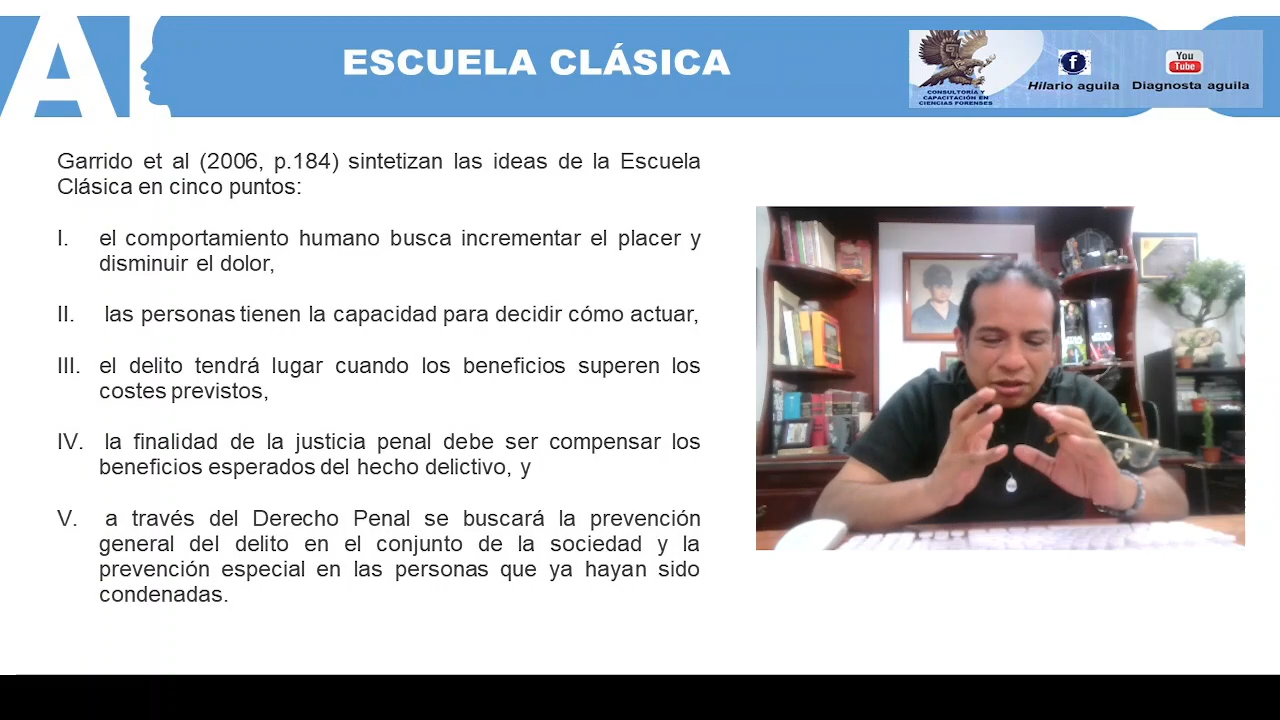 ESCUELA CLÁSICA
CONSULTORÍA Y
CAPACITACIÓN EN
CIENCIAS FORENSES
f
Hilario aguila
You
Tube
Diagnosta aguila
Garrido et al (2006, p.184) sintetizan las ideas de la Escuela
Clásica en cinco puntos:
I. el comportamiento humano busca incrementar el placer y
disminuir el dolor,
II. las personas tienen la capacidad para decidir cómo actuar,
III. el delito tendrá lugar cuando los beneficios superen los
costes previstos,
IV. la finalidad de la justicia penal debe ser compensar los
beneficios esperados del hecho delictivo, y
V. a través del Derecho Penal se buscará la prevención
general del delito en el conjunto de la sociedad y la
prevención especial en las personas que ya hayan sido
condenadas.